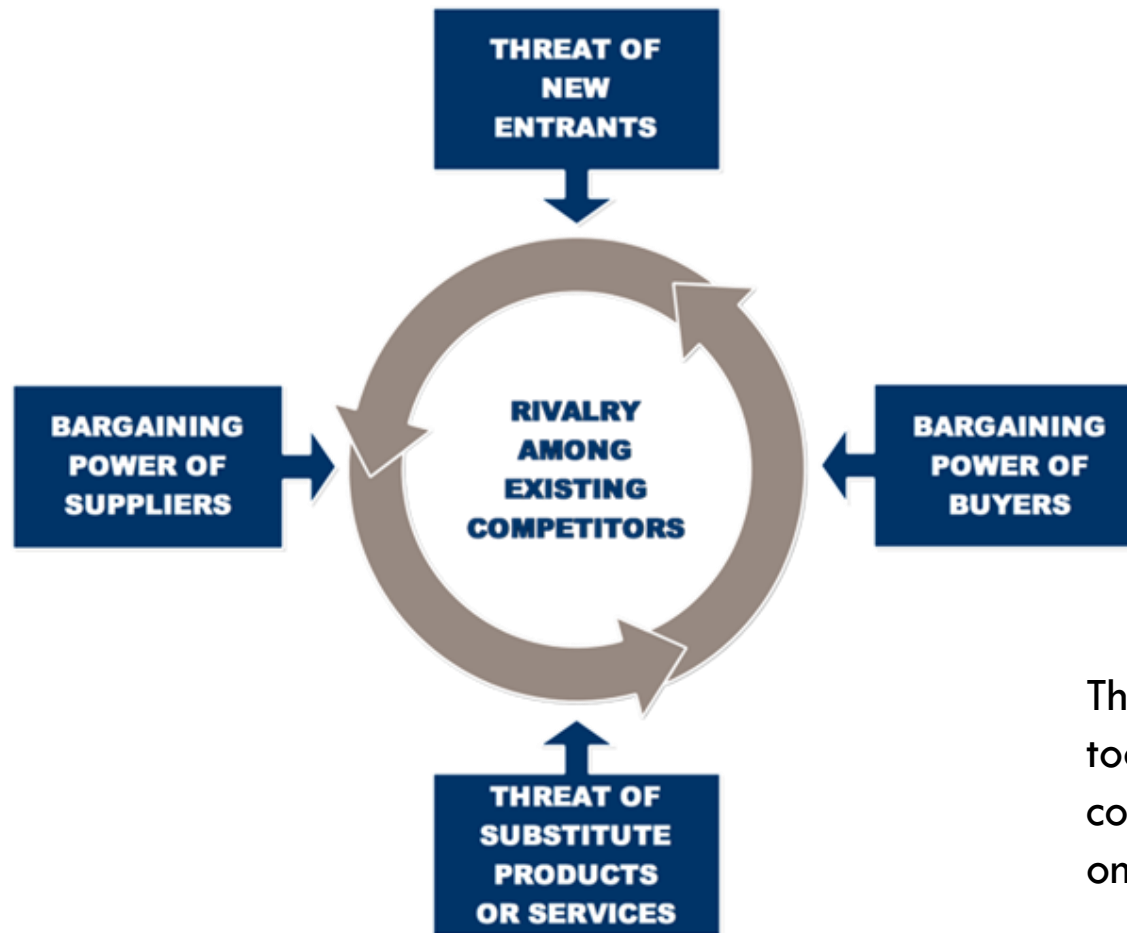 THREAT OF
NEW
ENTRANTS
BARGAINING
POWER OF
SUPPLIERS
RIVALRY
AMONG
EXISTING
COMPETITORS
BARGAINING
POWER OF
BUYERS
THREAT OF
SUBSTITUTE
PRODUCTS
OR SERVICES